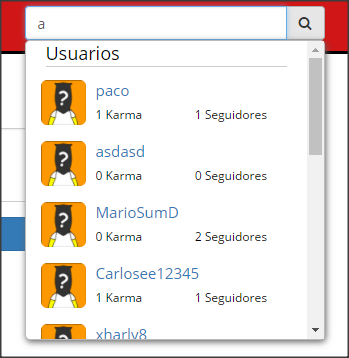 a
Usuarios
paco
1 Karma 1 Seguidores
asdasd
0 Karma 0 Seguidores
MarioSumD
0 Karma 2 Seguidores
Carlosee12345
1 Karma 1 Seguidores
xharly8